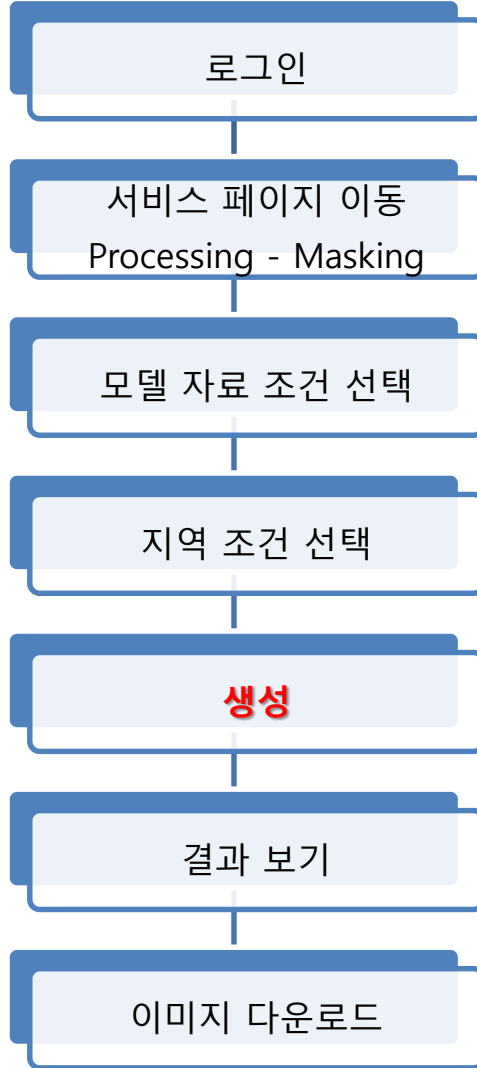 로그인
서비스 페이지 이동
Processing - Masking
모델 자료 조건 선택
지역 조건 선택
생성
결과 보기
이미지 다운로드